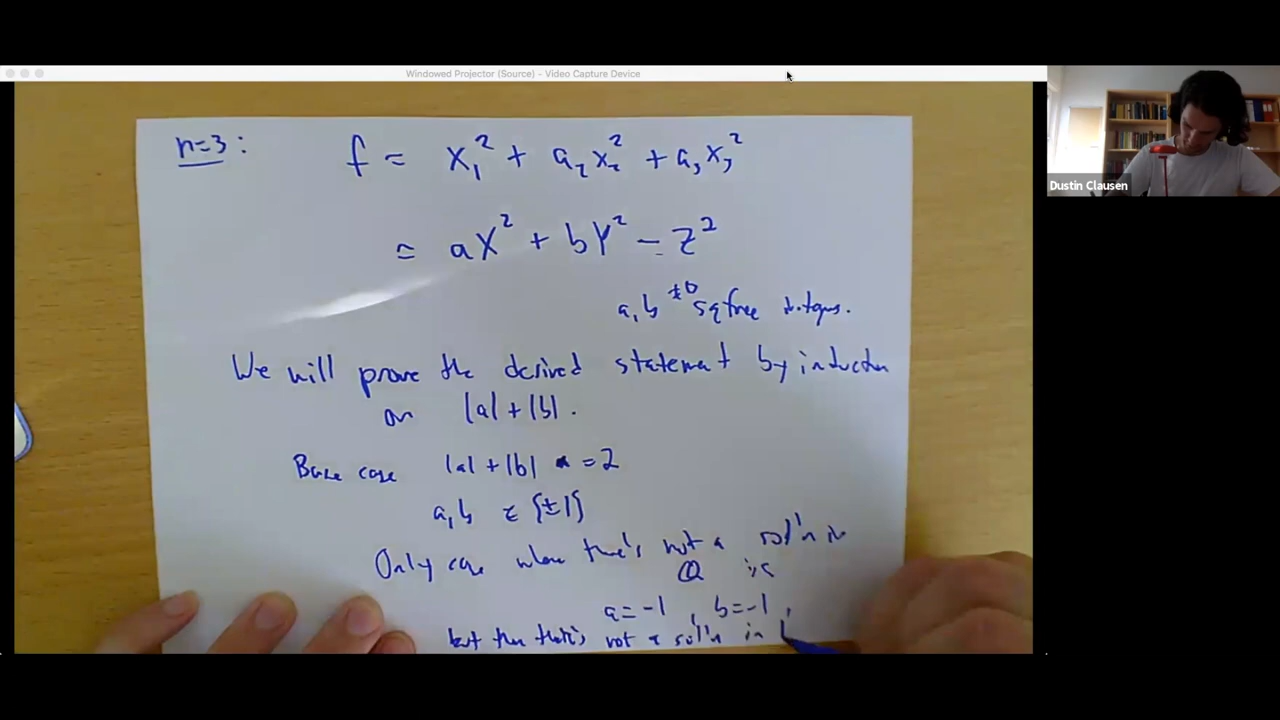 Windowed Projector (Source) - Video Capture Device
Dustin Clausen
n=3: f = x₁² + a₂x₂² + a₃x₃²
= aX² + bY² - Z²
a, b ≠0 sqfree integers.
We will prove the desired statement by induction
on |a| + |b|.
Base case |a| + |b| = 2
a, b ∈ {±1}
Only case where there's not a sol'n in
ℚ is
a = -1, b = -1,
but then there's not a sol'n in